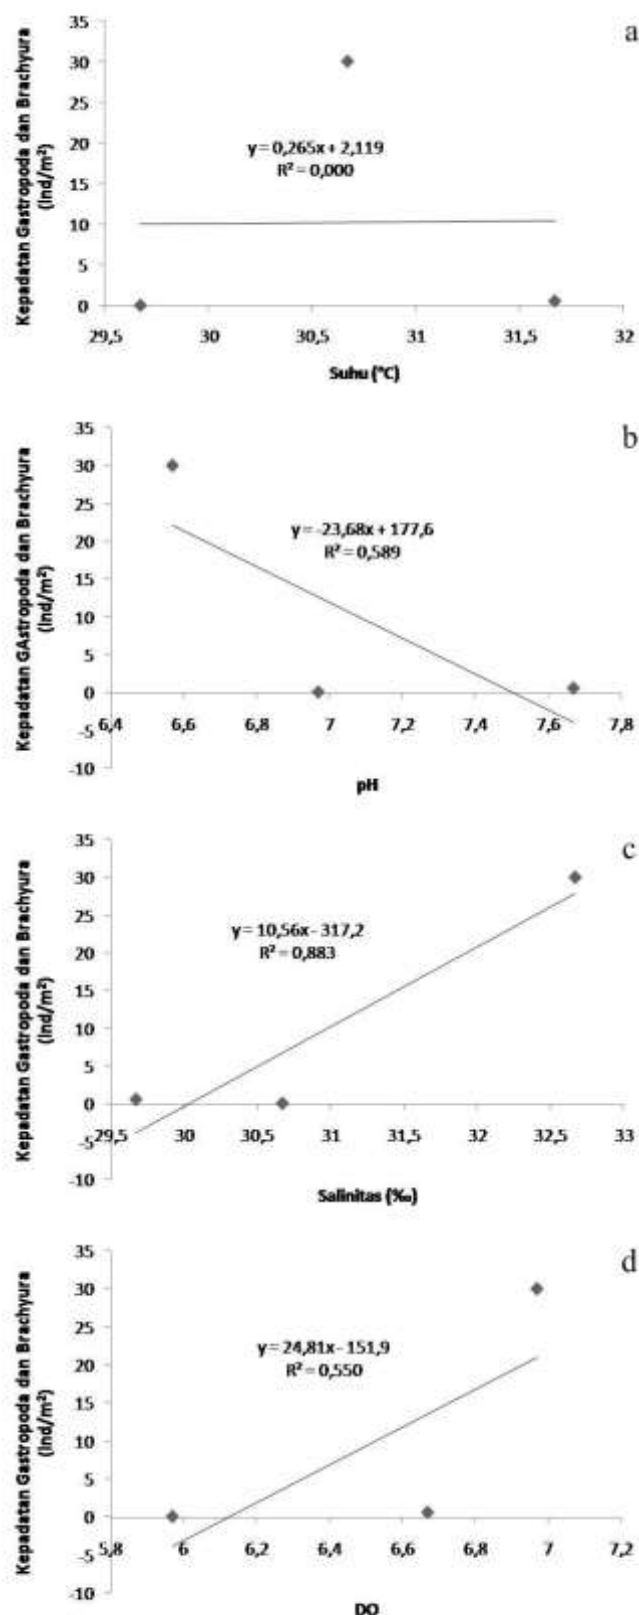 a
Kepadatan Gastropoda dan Brachyura
(Ind/m²)
35
30
25
20
15
10
5
0
y = 0,265x + 2,119
R² = 0,000
29,5 30 30,5 31 31,5 32
Suhu (°C)
b
Kepadatan GAstropoda dan Brachyura
(Ind/m²)
35
30
25
20
15
10
5
0
-5
-10
y = -23,68x + 177,6
R² = 0,589
6,4 6,6 6,8 7 7,2 7,4 7,6 7,8
pH
c
Kepadatan Gastropoda dan Brachyura
(Ind/m²)
35
30
25
20
15
10
5
0
-5
-10
y = 10,56x - 317,2
R² = 0,883
29,5 30 30,5 31 31,5 32 32,5 33
Salinitas (‰)
d
Kepadatan Gastropoda dan Brachyura
(Ind/m²)
35
30
25
20
15
10
5
0
-5
-10
y = 24,81x - 151,9
R² = 0,550
5,8 6 6,2 6,4 6,6 6,8 7 7,2
DO